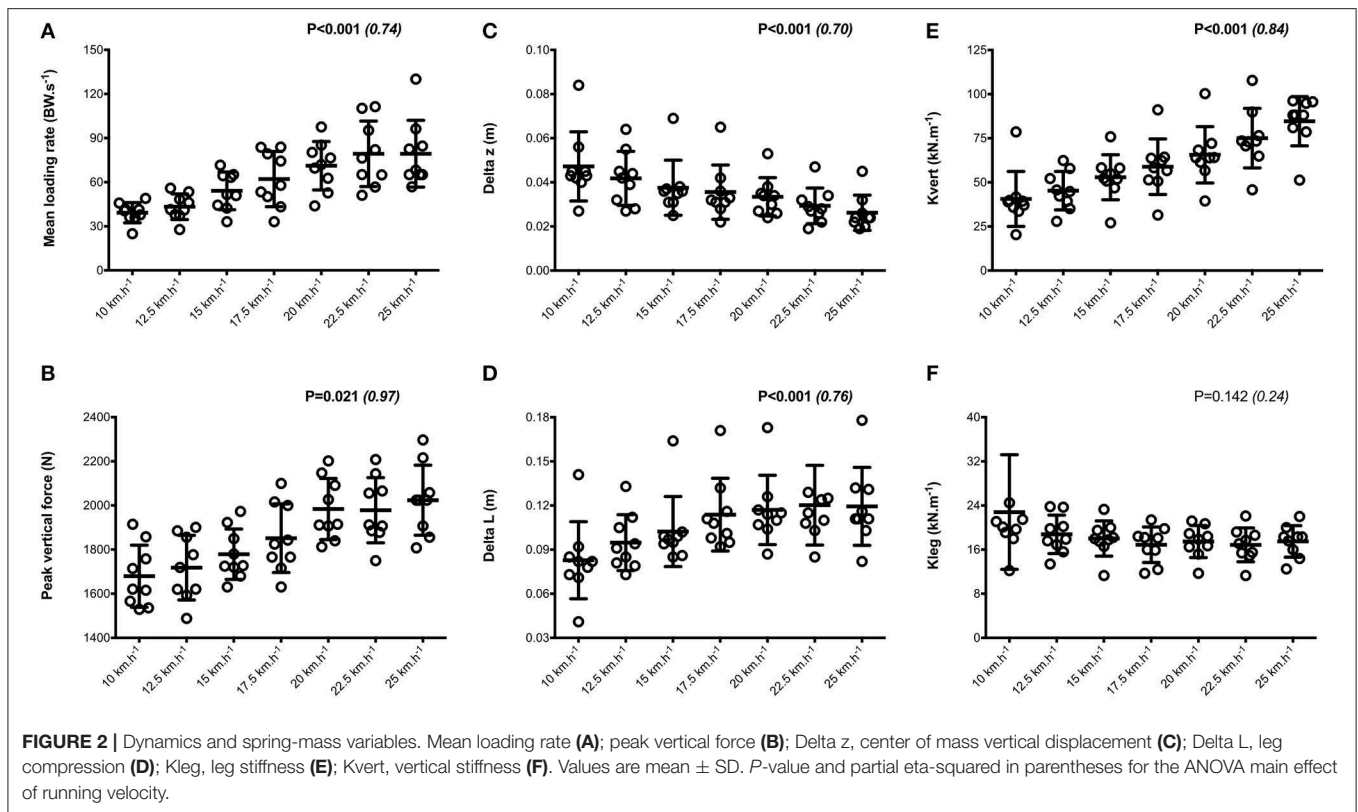 A
P<0.001 (0.74)
Mean loading rate (BW.s⁻¹)
150
120
90
60
30
0
10 km.h⁻¹
12.5 km.h⁻¹
15 km.h⁻¹
17.5 km.h⁻¹
20 km.h⁻¹
22.5 km.h⁻¹
25 km.h⁻¹
C
P<0.001 (0.70)
Delta z (m)
0.10
0.08
0.06
0.04
0.02
0.00
10 km.h⁻¹
12.5 km.h⁻¹
15 km.h⁻¹
17.5 km.h⁻¹
20 km.h⁻¹
22.5 km.h⁻¹
25 km.h⁻¹
E
P<0.001 (0.84)
Kvert (kN.m⁻¹)
125
100
75
50
25
0
10 km.h⁻¹
12.5 km.h⁻¹
15 km.h⁻¹
17.5 km.h⁻¹
20 km.h⁻¹
22.5 km.h⁻¹
25 km.h⁻¹
B
P=0.021 (0.97)
Peak vertical force (N)
2400
2200
2000
1800
1600
1400
10 km.h⁻¹
12.5 km.h⁻¹
15 km.h⁻¹
17.5 km.h⁻¹
20 km.h⁻¹
22.5 km.h⁻¹
25 km.h⁻¹
D
P<0.001 (0.76)
Delta L (m)
0.18
0.15
0.12
0.09
0.06
0.03
10 km.h⁻¹
12.5 km.h⁻¹
15 km.h⁻¹
17.5 km.h⁻¹
20 km.h⁻¹
22.5 km.h⁻¹
25 km.h⁻¹
F
P=0.142 (0.24)
Kleg (kN.m⁻¹)
40
32
24
16
8
0
10 km.h⁻¹
12.5 km.h⁻¹
15 km.h⁻¹
17.5 km.h⁻¹
20 km.h⁻¹
22.5 km.h⁻¹
25 km.h⁻¹
FIGURE 2 | Dynamics and spring-mass variables. Mean loading rate (A); peak vertical force (B); Delta z, center of mass vertical displacement (C); Delta L, leg
compression (D); Kleg, leg stiffness (E); Kvert, vertical stiffness (F). Values are mean ± SD. P-value and partial eta-squared in parentheses for the ANOVA main effect
of running velocity.